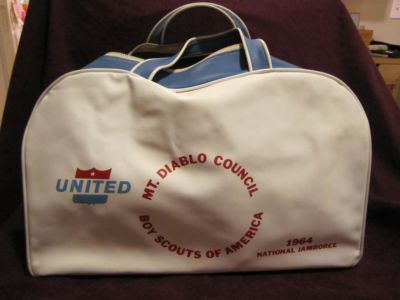 UNITED
MT. DIABLO COUNCIL
BOY SCOUTS OF AMERICA
1964
NATIONAL JAMBOREE